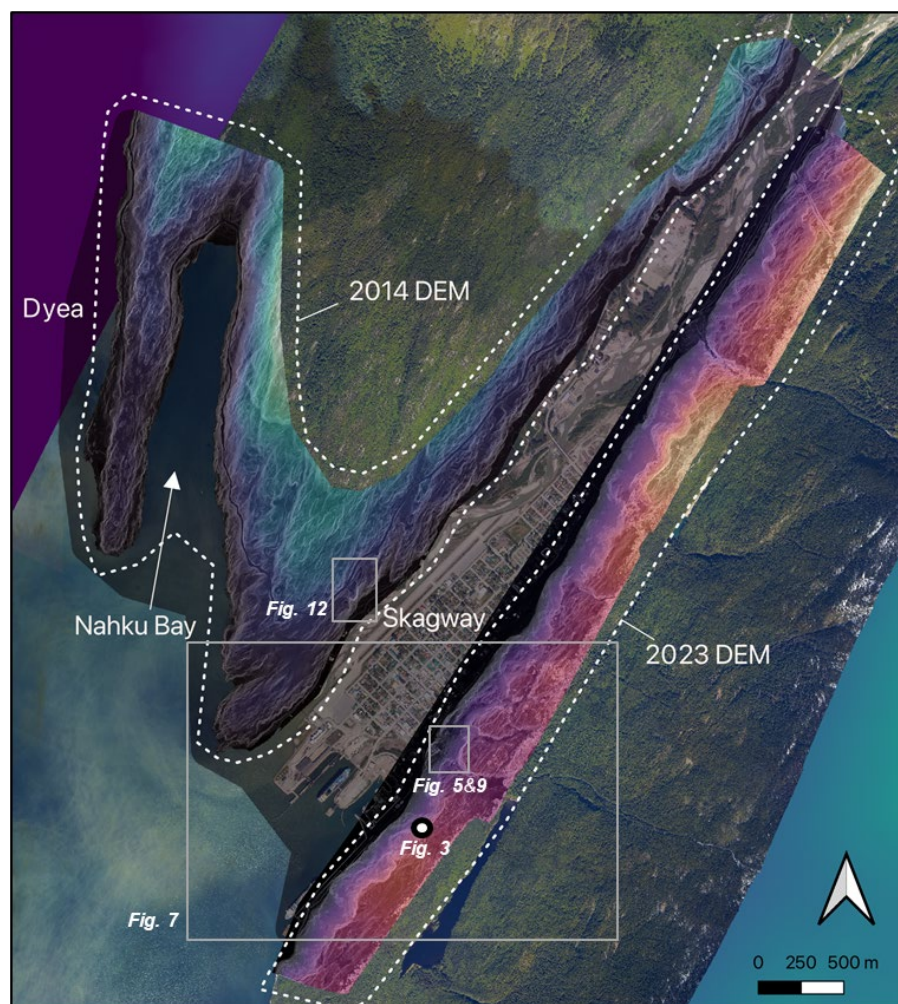 2014 DEM
Dyea
Nahku Bay
Fig. 12
Skagway
2023 DEM
Fig. 5&9
Fig. 3
Fig. 7
0 250 500 m